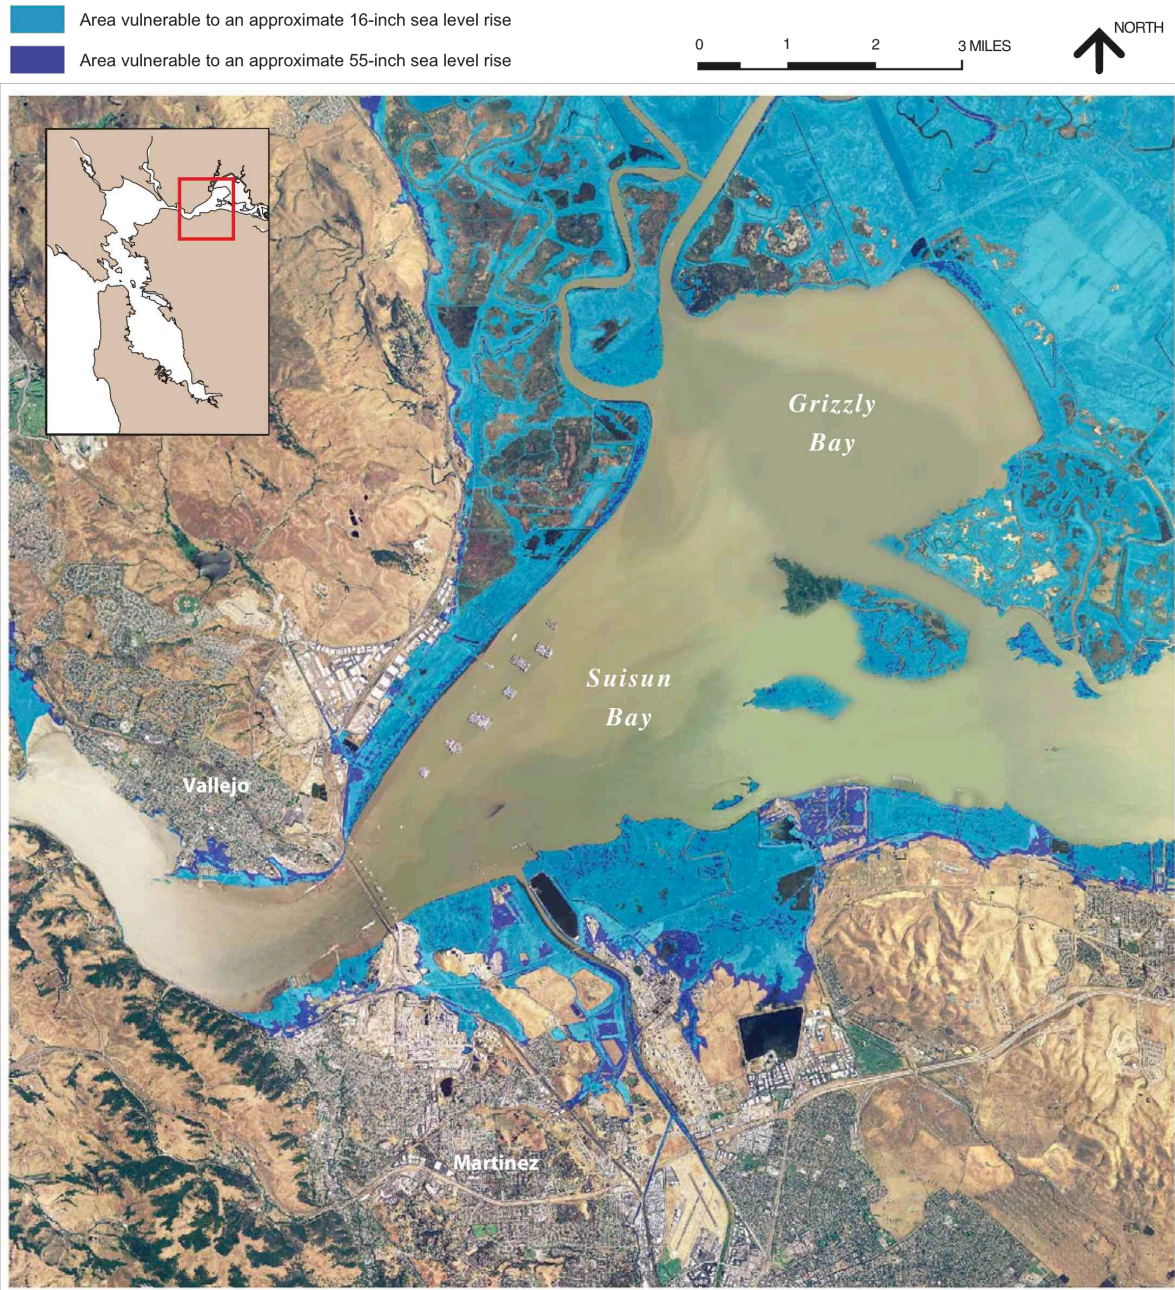 Area vulnerable to an approximate 16-inch sea level rise
Area vulnerable to an approximate 55-inch sea level rise
0 1 2 3 MILES
NORTH
Grizzly
Bay
Suisun
Bay
Vallejo
Martinez